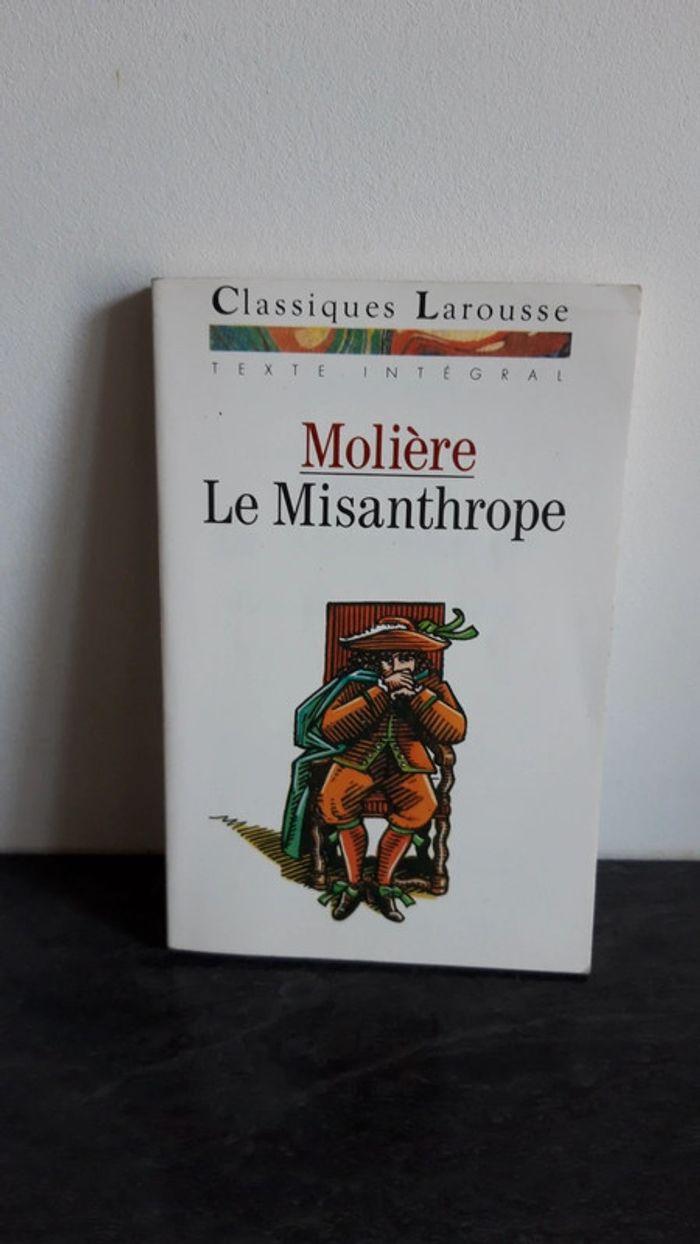 Classiques Larousse
TEXTE INTÉGRAL
Molière
Le Misanthrope